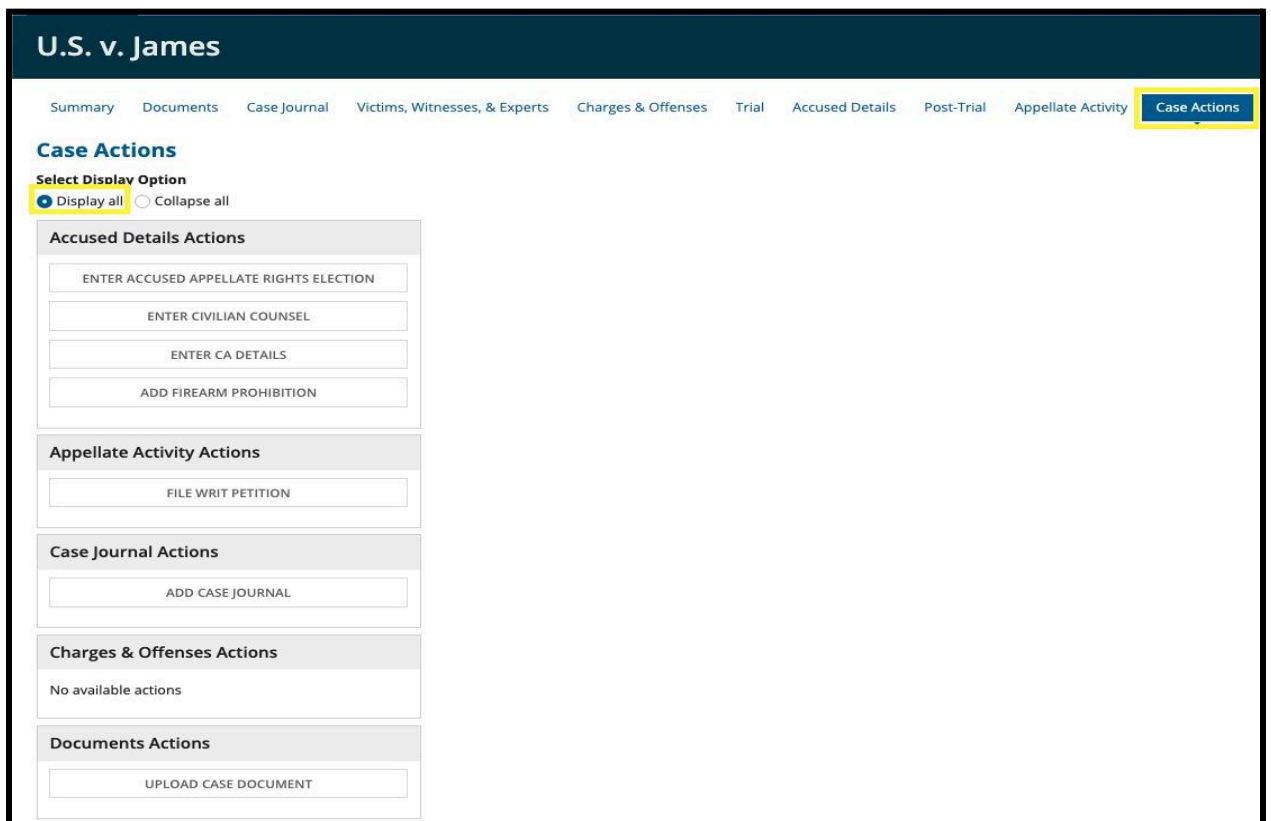 U.S. v. James
Summary Documents Case Journal Victims, Witnesses, & Experts Charges & Offenses Trial Accused Details Post-Trial Appellate Activity Case Actions
Case Actions
Select Display Option
Display all Collapse all
Accused Details Actions
ENTER ACCUSED APPELLATE RIGHTS ELECTION
ENTER CIVILIAN COUNSEL
ENTER CA DETAILS
ADD FIREARM PROHIBITION
Appellate Activity Actions
FILE WRIT PETITION
Case Journal Actions
ADD CASE JOURNAL
Charges & Offenses Actions
No available actions
Documents Actions
UPLOAD CASE DOCUMENT